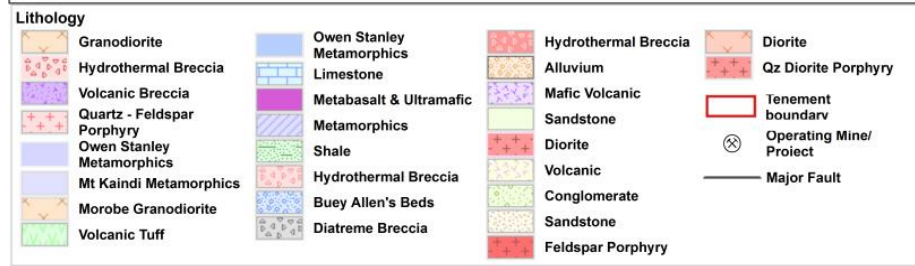 Lithology
Granodiorite
Hydrothermal Breccia
Volcanic Breccia
Quartz - Feldspar
Porphyry
Owen Stanley
Metamorphics
Mt Kaindi Metamorphics
Morobe Granodiorite
Volcanic Tuff
Owen Stanley
Metamorphics
Limestone
Metabasalt & Ultramafic
Metamorphics
Shale
Hydrothermal Breccia
Buey Allen's Beds
Diatreme Breccia
Hydrothermal Breccia
Alluvium
Mafic Volcanic
Sandstone
Diorite
Volcanic
Conglomerate
Sandstone
Feldspar Porphyry
Diorite
Qz Diorite Porphyry
Tenement
boundary
Operating Mine/
Project
Major Fault